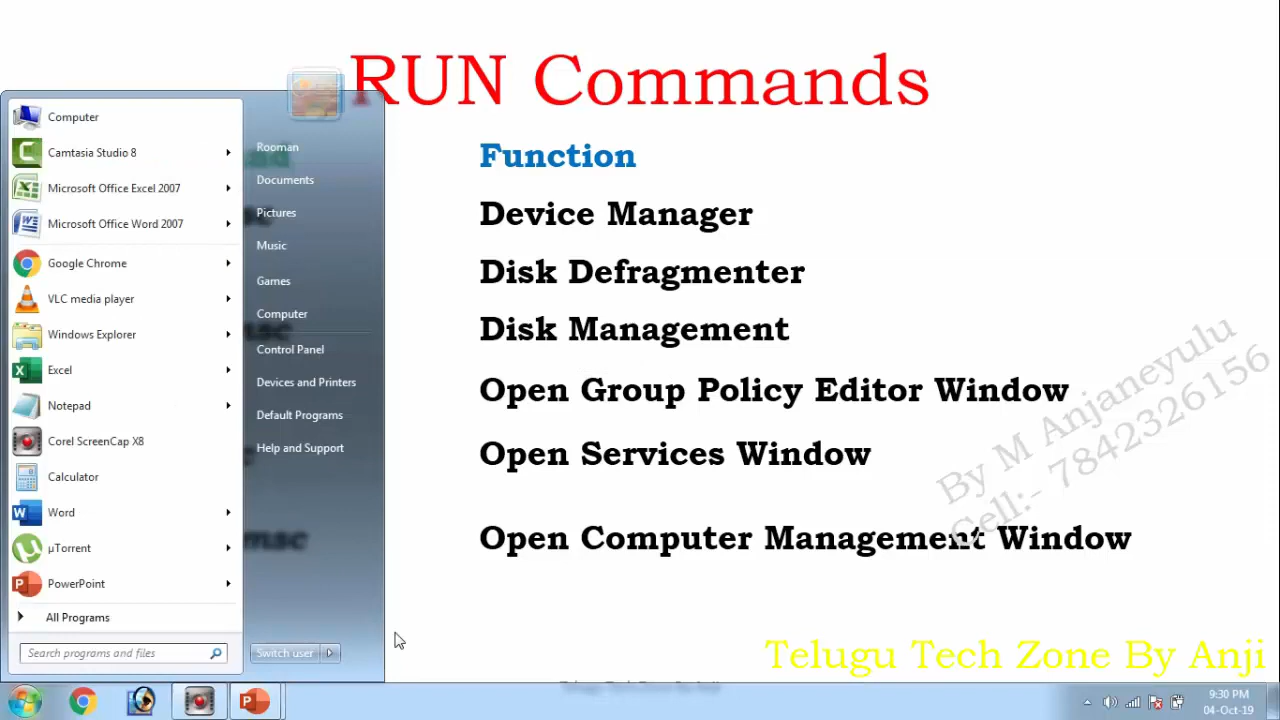 RUN Commands
Function
Device Manager
Disk Defragmenter
Disk Management
Open Group Policy Editor Window
Open Services Window
Open Computer Management Window
By M Anjaneyulu
Cell:- 7842326156
Telugu Tech Zone By Anji
Computer
Camtasia Studio 8
Microsoft Office Excel 2007
Microsoft Office Word 2007
Google Chrome
VLC media player
Windows Explorer
Excel
Notepad
Corel ScreenCap X8
Calculator
Word
µTorrent
PowerPoint
All Programs
Search programs and files
Rooman
Documents
Pictures
Music
Games
Computer
Control Panel
Devices and Printers
Default Programs
Help and Support
Switch user
msc
9:30 PM
04-Oct-19